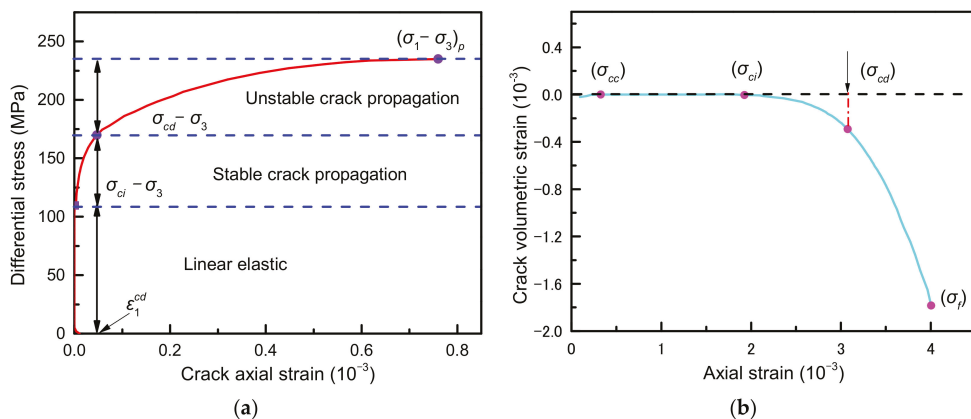 (σ₁ − σ₃)ₚ
Unstable crack propagation
σcd − σ₃
Stable crack propagation
σci − σ₃
Linear elastic
ε₁ᶜᵈ
250
200
150
100
50
0
Differential stress (MPa)
0.0 0.2 0.4 0.6 0.8
Crack axial strain (10⁻³)
(a)
0.4
0.0
−0.4
−0.8
−1.2
−1.6
−2.0
Crack volumetric strain (10⁻³)
(σcc)
(σci)
(σcd)
(σf)
0 1 2 3 4
Axial strain (10⁻³)
(b)